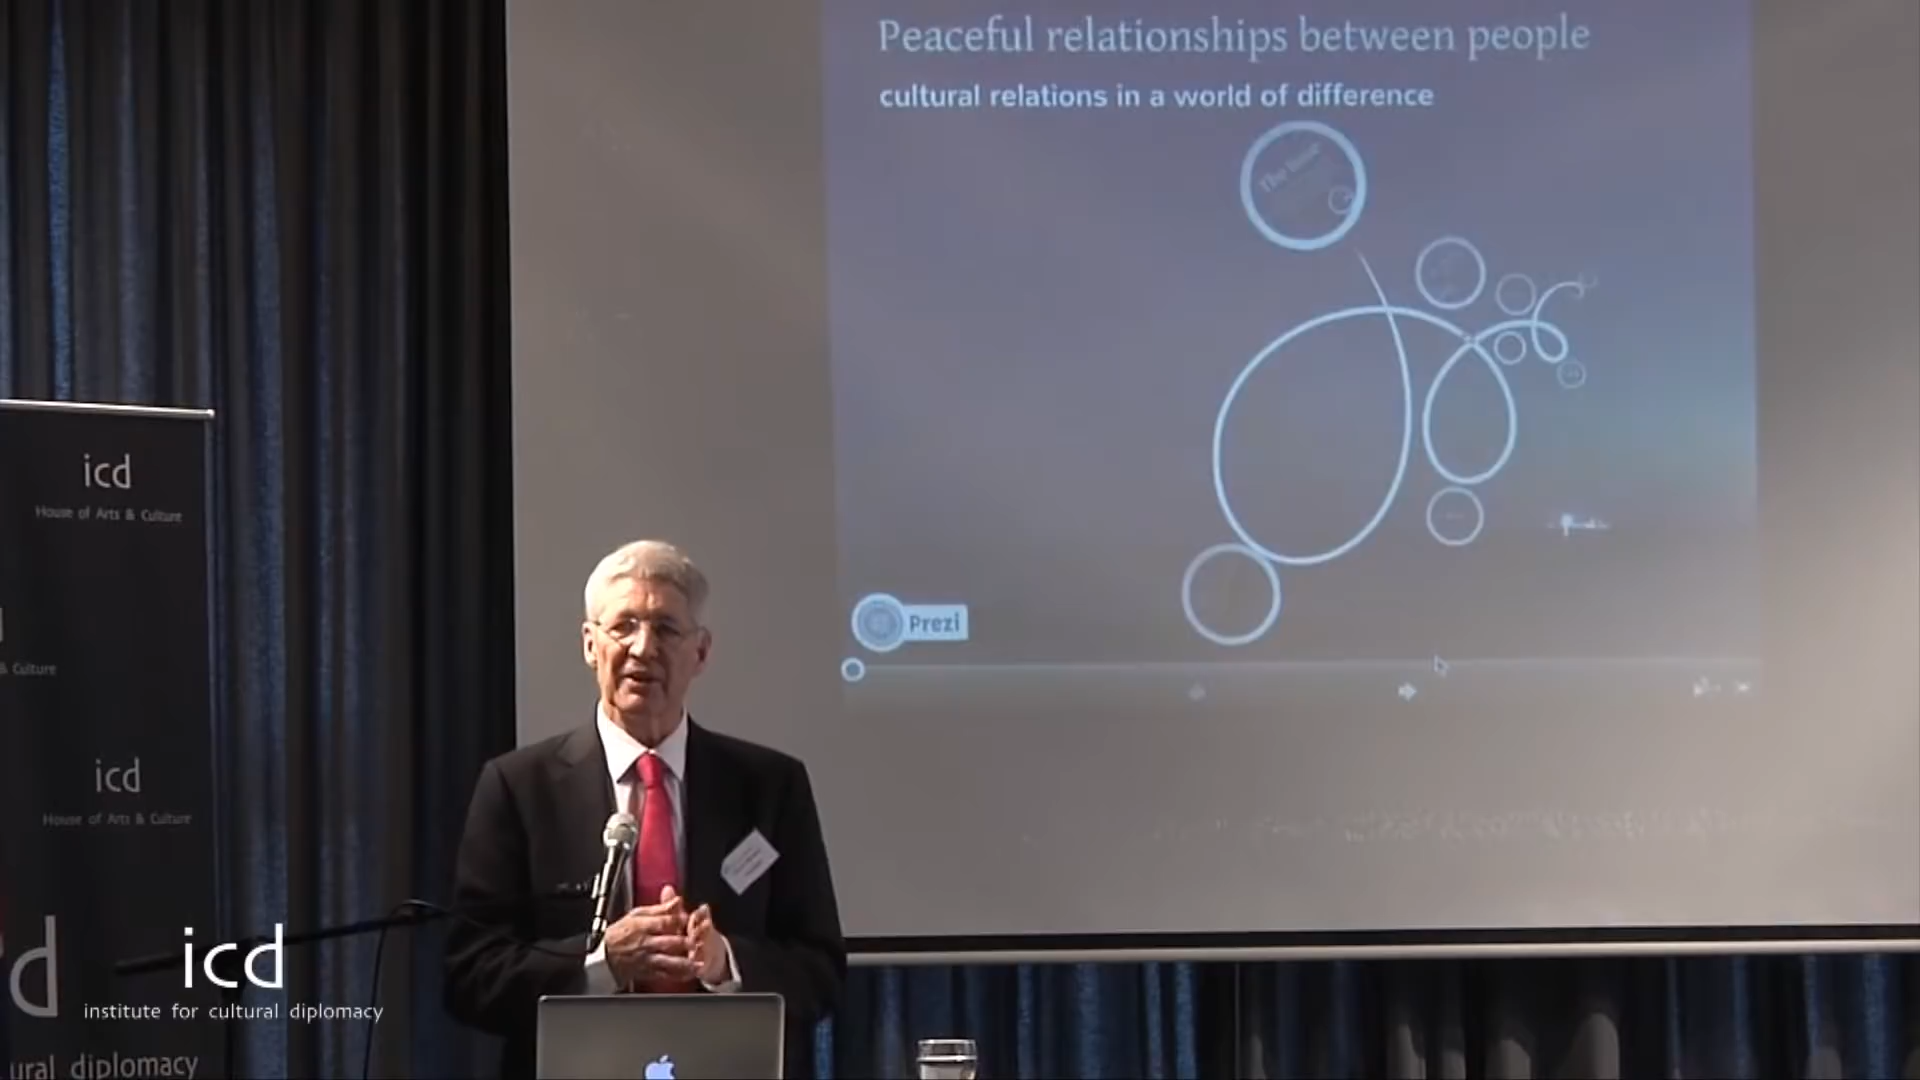 Peaceful relationships between people
cultural relations in a world of difference
The
Prezi
icd
House of Arts & Culture
& Culture
icd
House of Arts & Culture
icd
institute for cultural diplomacy
d
ural diplomacy